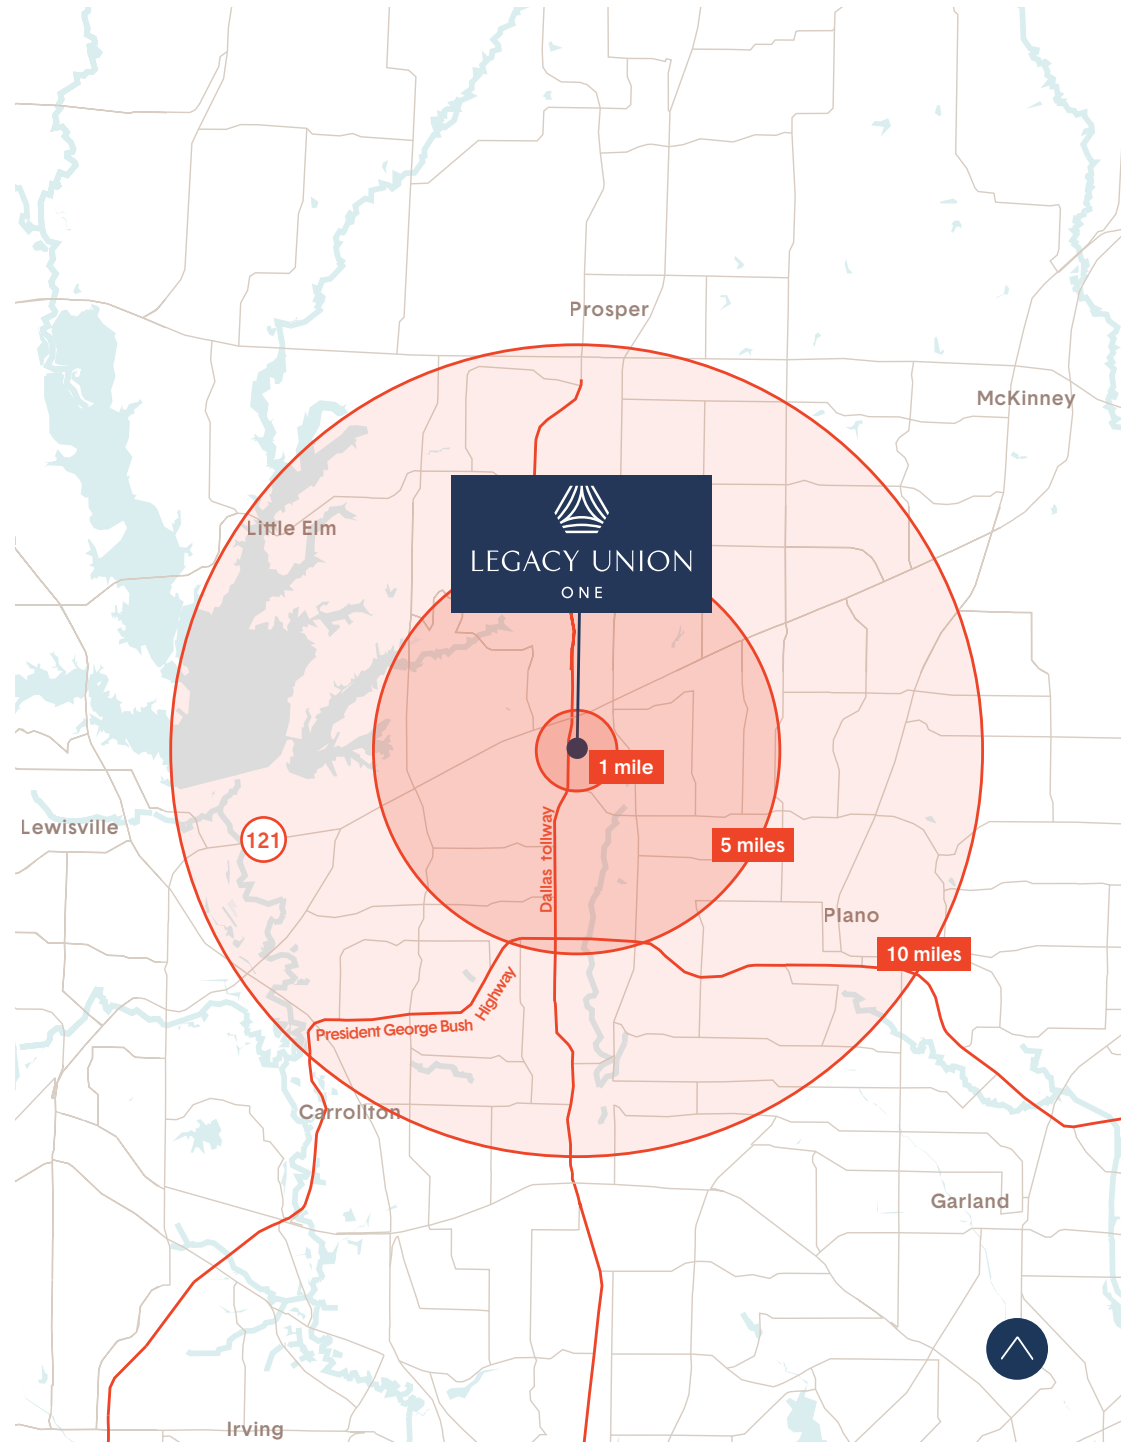 Prosper
McKinney
Little Elm
LEGACY UNION
ONE
1 mile
Lewisville
121
Dallas tollway
5 miles
Plano
10 miles
President George Bush Highway
Carrollton
Garland
Irving